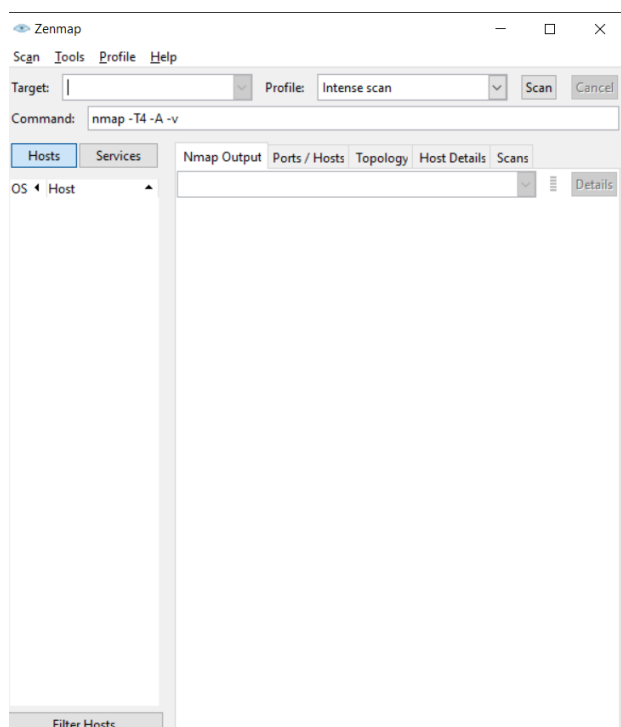 Zenmap
Scan Tools Profile Help
Target: Profile: Intense scan Scan Cancel
Command: nmap -T4 -A -v
Hosts Services Nmap Output Ports / Hosts Topology Host Details Scans
OS Host Details
Filter Hosts